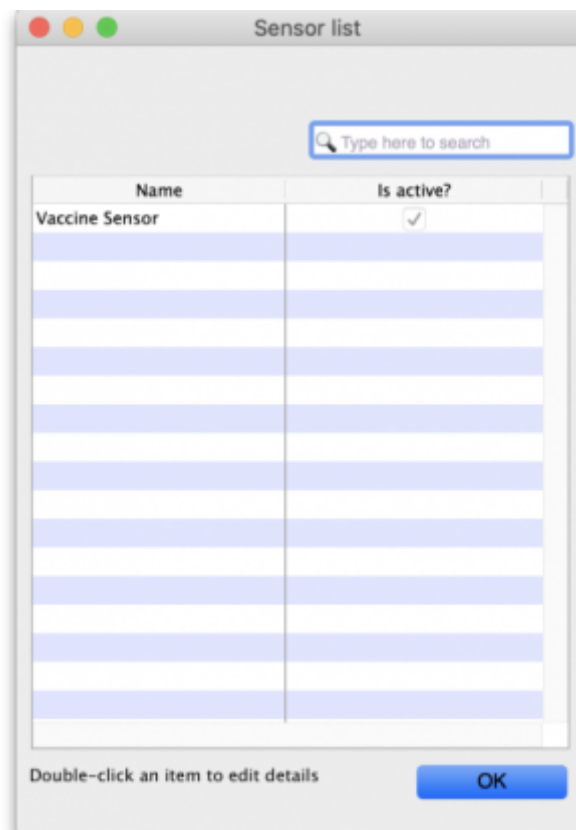 Sensor list
Type here to search
Name Is active?
Vaccine Sensor
Double-click an item to edit details OK